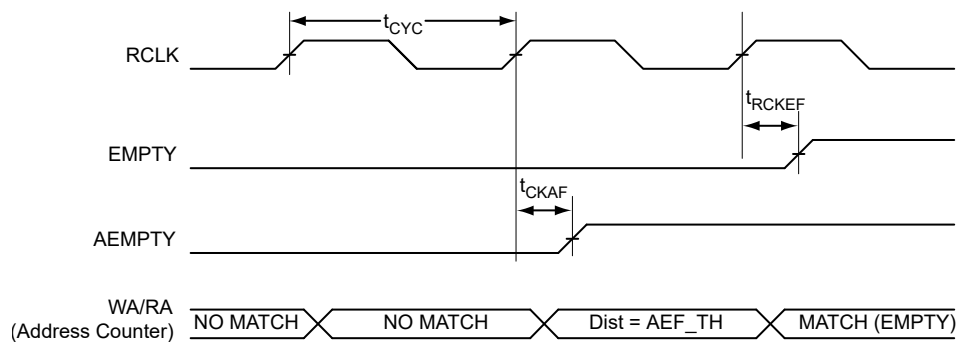 tCYC
RCLK
tRCKEF
EMPTY
tCKAF
AEMPTY
WA/RA
(Address Counter)
NO MATCH
NO MATCH
Dist = AEF_TH
MATCH (EMPTY)